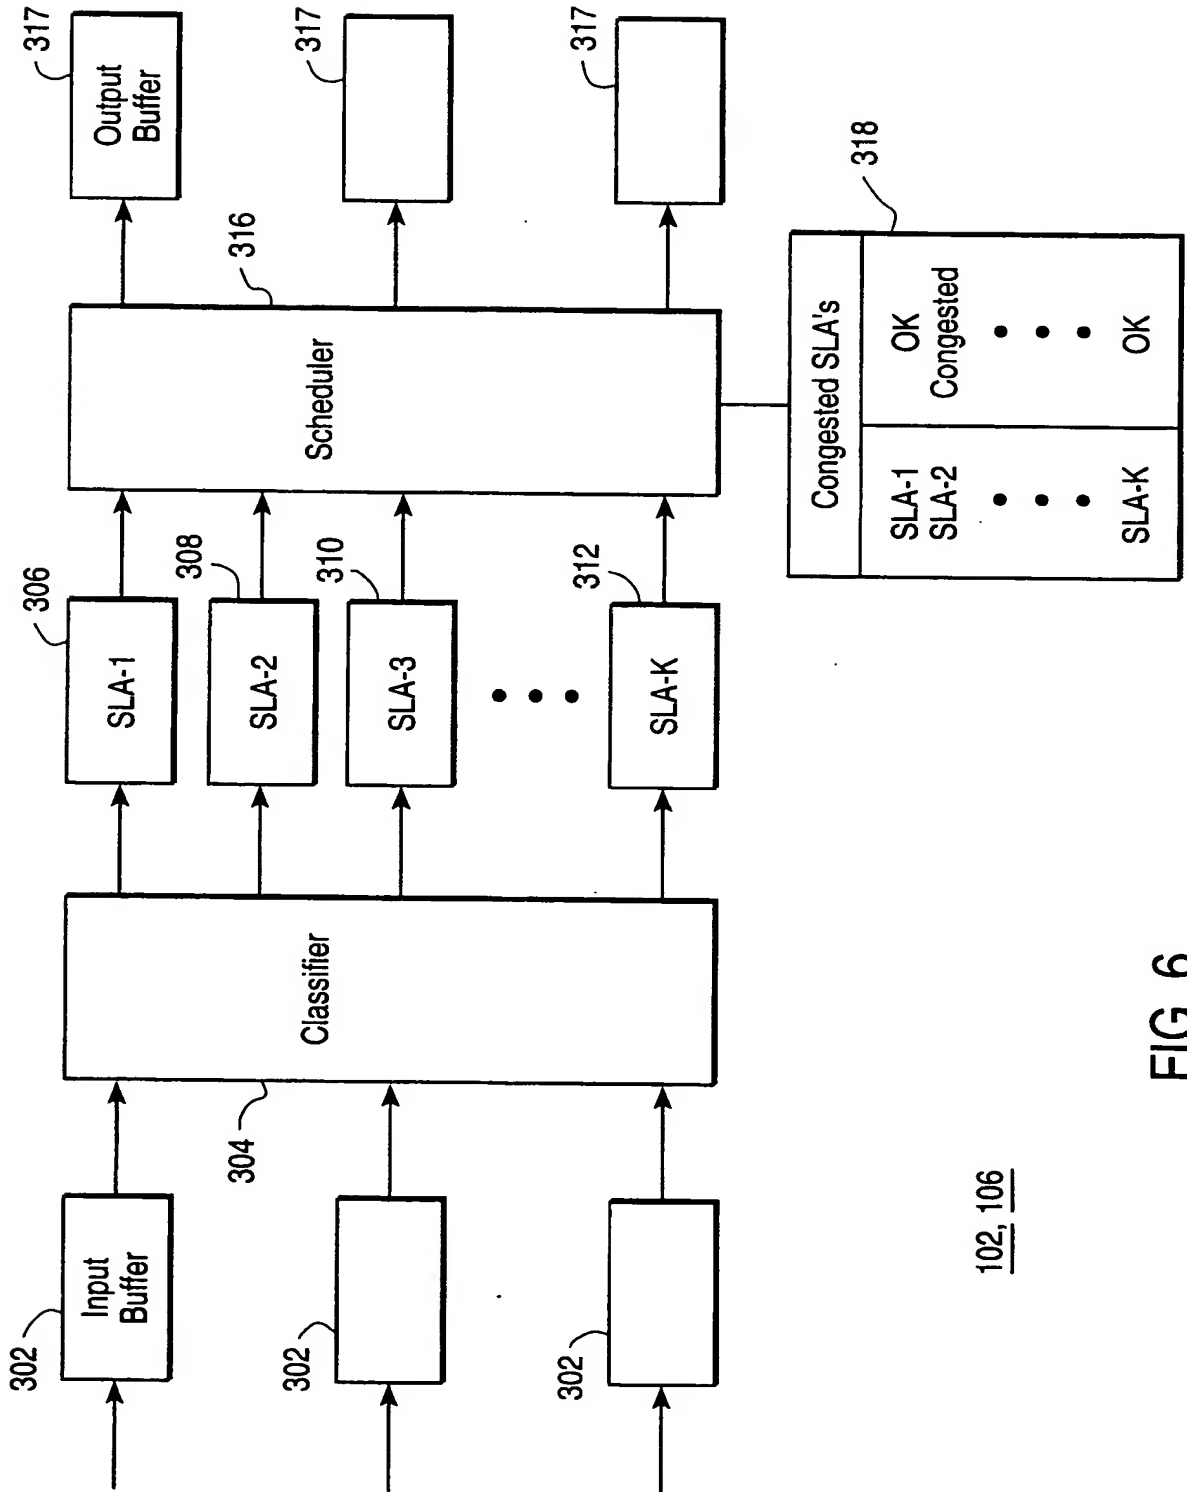 302
Input
Buffer
302
302
304
Classifier
306
SLA-1
308
SLA-2
310
SLA-3
312
SLA-K
316
Scheduler
317
Output
Buffer
317
317
318
Congested SLA's
SLA-1 OK
SLA-2 Congested
SLA-K OK
102, 106
FIG. 6